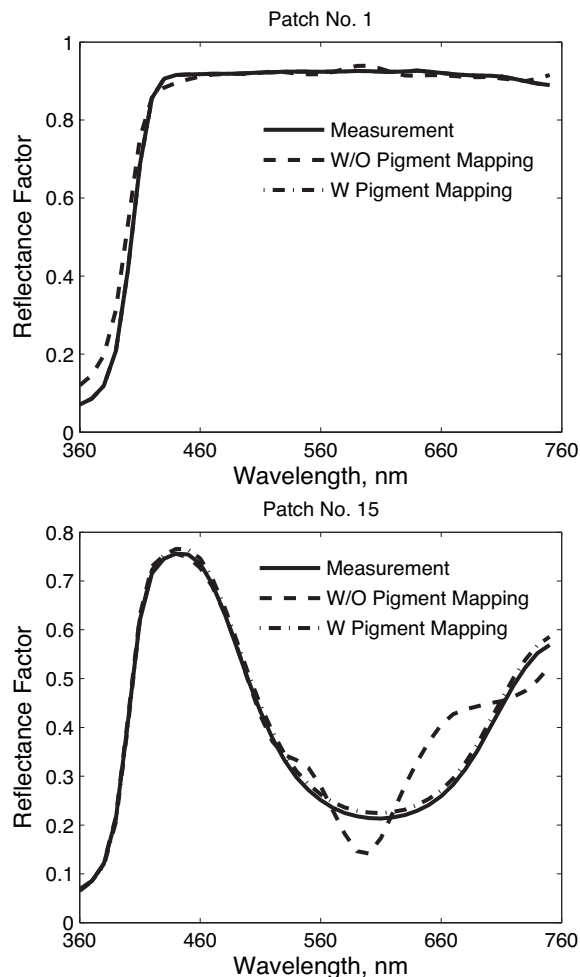 Patch No. 1
1
0.8
0.6
0.4
0.2
0
Reflectance Factor
Measurement
W/O Pigment Mapping
W Pigment Mapping
360 460 560 660 760
Wavelength, nm
Patch No. 15
0.8
0.7
0.6
0.5
0.4
0.3
0.2
0.1
0
Reflectance Factor
Measurement
W/O Pigment Mapping
W Pigment Mapping
360 460 560 660 760
Wavelength, nm